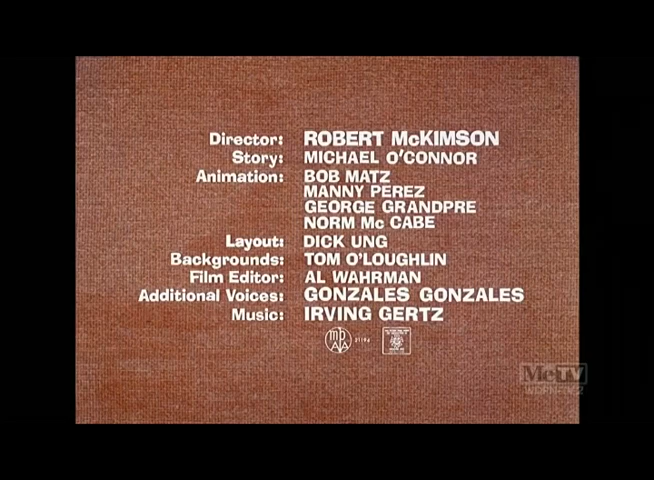 Director: ROBERT McKIMSON
Story: MICHAEL O'CONNOR
Animation: BOB MATZ
MANNY PEREZ
GEORGE GRANDPRE
NORM Mc CABE
Layout: DICK UNG
Backgrounds: TOM O'LOUGHLIN
Film Editor: AL WAHRMAN
Additional Voices: GONZALES GONZALES
Music: IRVING GERTZ
MeTV